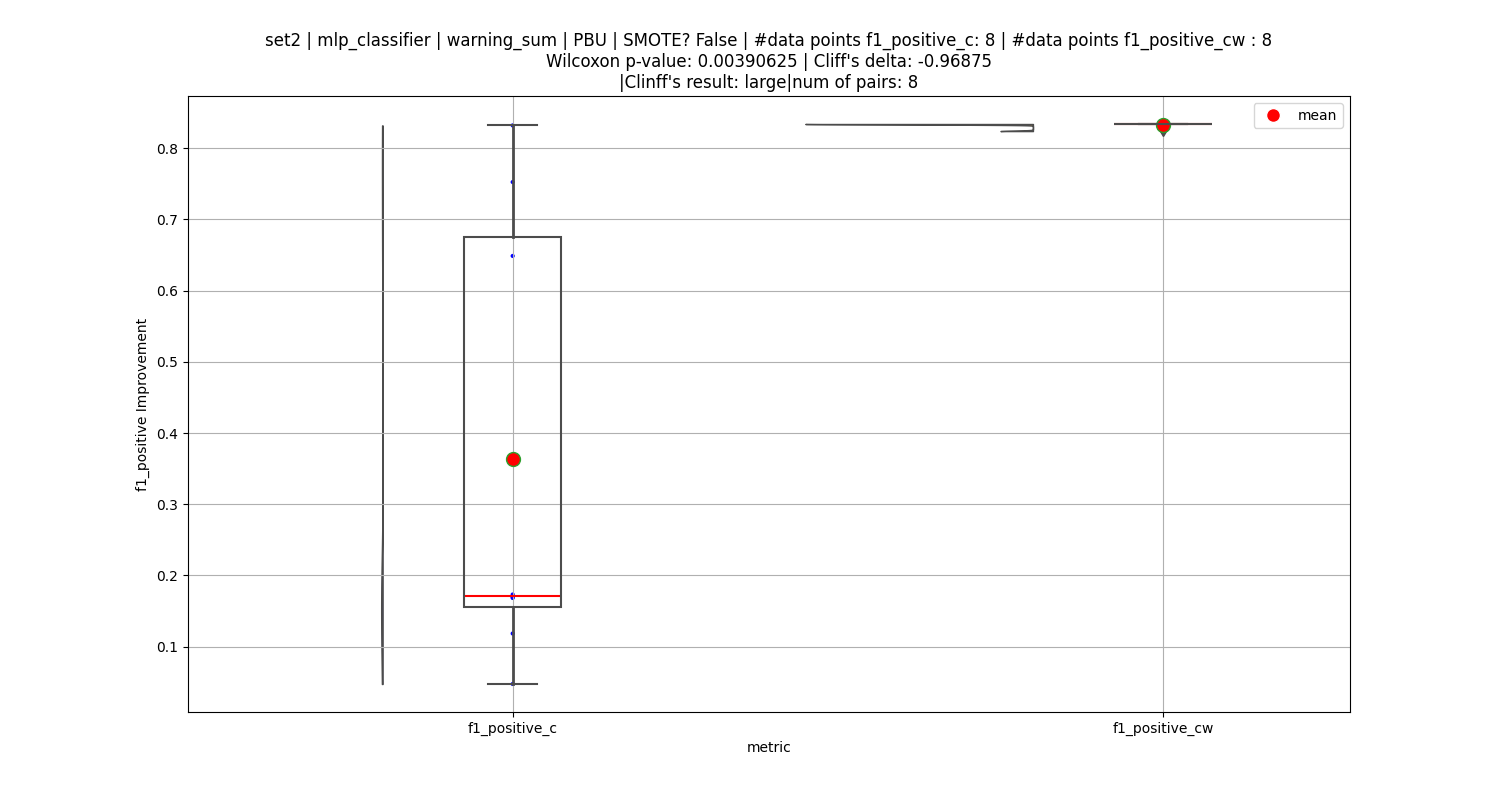 set2 | mlp_classifier | warning_sum | PBU | SMOTE? False | #data points f1_positive_c: 8 | #data points f1_positive_cw : 8
Wilcoxon p-value: 0.00390625 | Cliff's delta: -0.96875
|Clinff's result: large|num of pairs: 8
mean
0.8
0.7
0.6
0.5
0.4
0.3
0.2
0.1
f1_positive Improvement
f1_positive_c
f1_positive_cw
metric